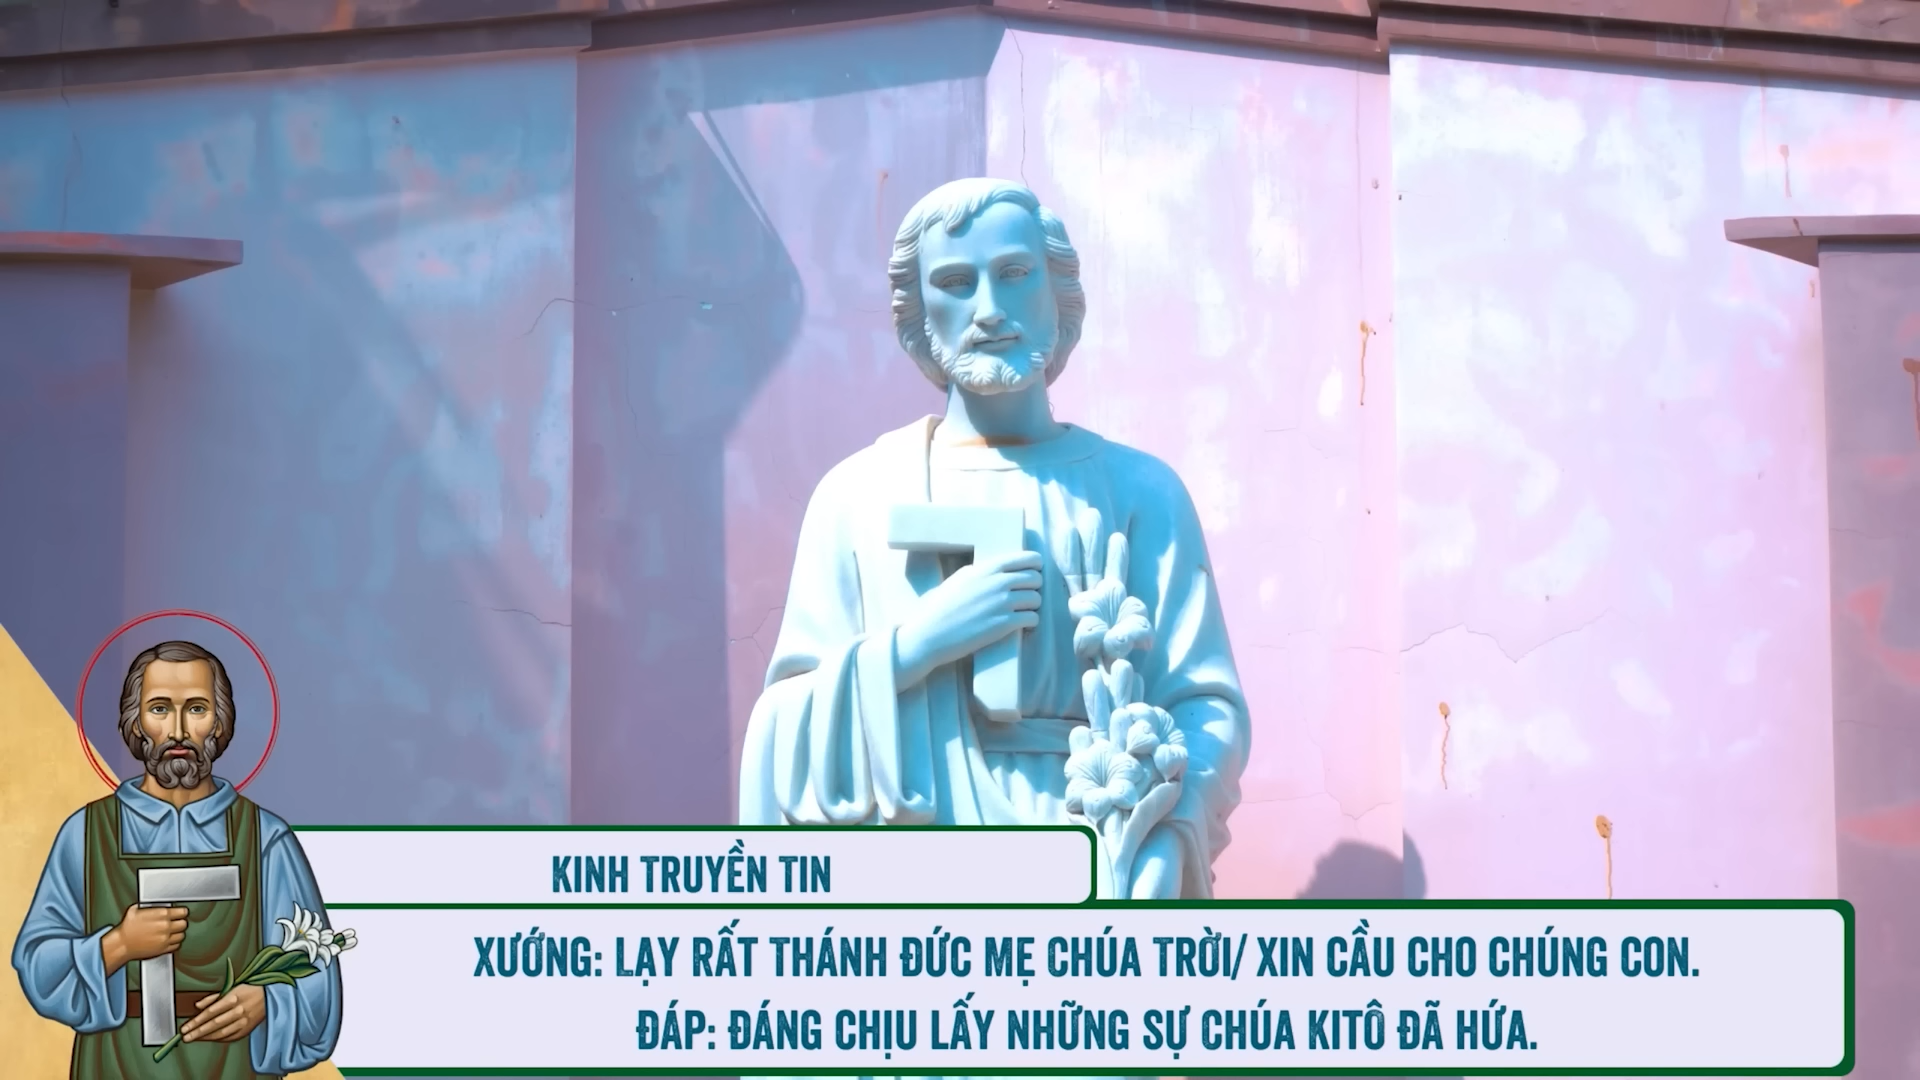 KINH TRUYỀN TIN
XƯỚNG: LẠY RẤT THÁNH ĐỨC MẸ CHÚA TRỜI/ XIN CẦU CHO CHÚNG CON.
ĐÁP: ĐÁNG CHỊU LẤY NHỮNG SỰ CHÚA KITÔ ĐÃ HỨA.